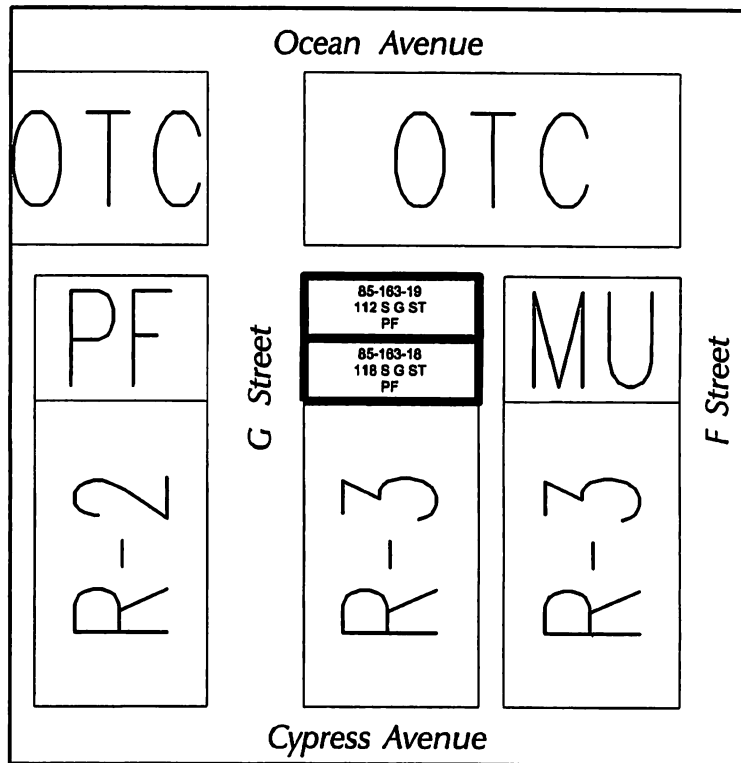 Ocean Avenue
OTC
OTC
PF
85-163-19
112 S G ST
PF
85-163-18
118 S G ST
PF
MU
G Street
F Street
R-2
R-3
R-3
Cypress Avenue